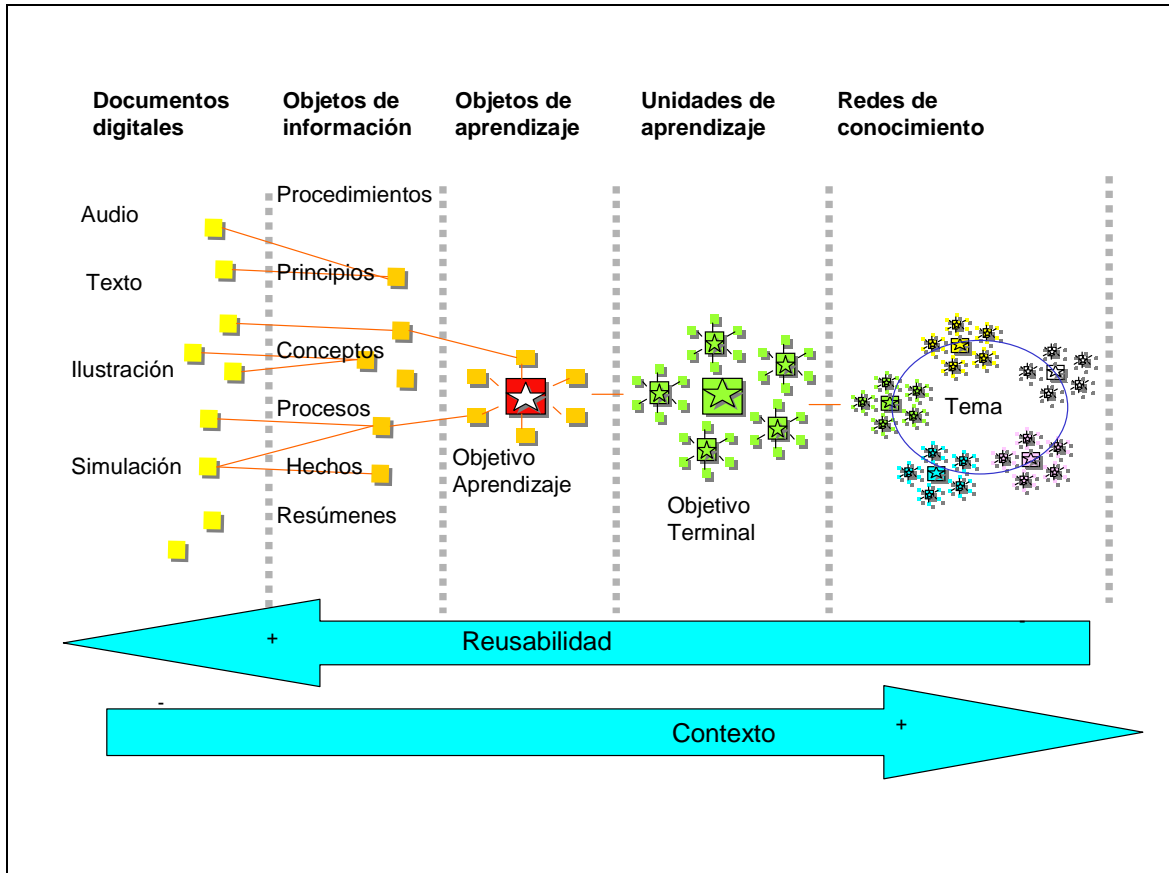 Documentos
digitales
Objetos de
información
Objetos de
aprendizaje
Unidades de
aprendizaje
Redes de
conocimiento
Audio
Texto
Ilustración
Simulación
Procedimientos
Principios
Conceptos
Procesos
Hechos
Resúmenes
Objetivo
Aprendizaje
Objetivo
Terminal
Tema
+
Reusabilidad
-
-
Contexto
+